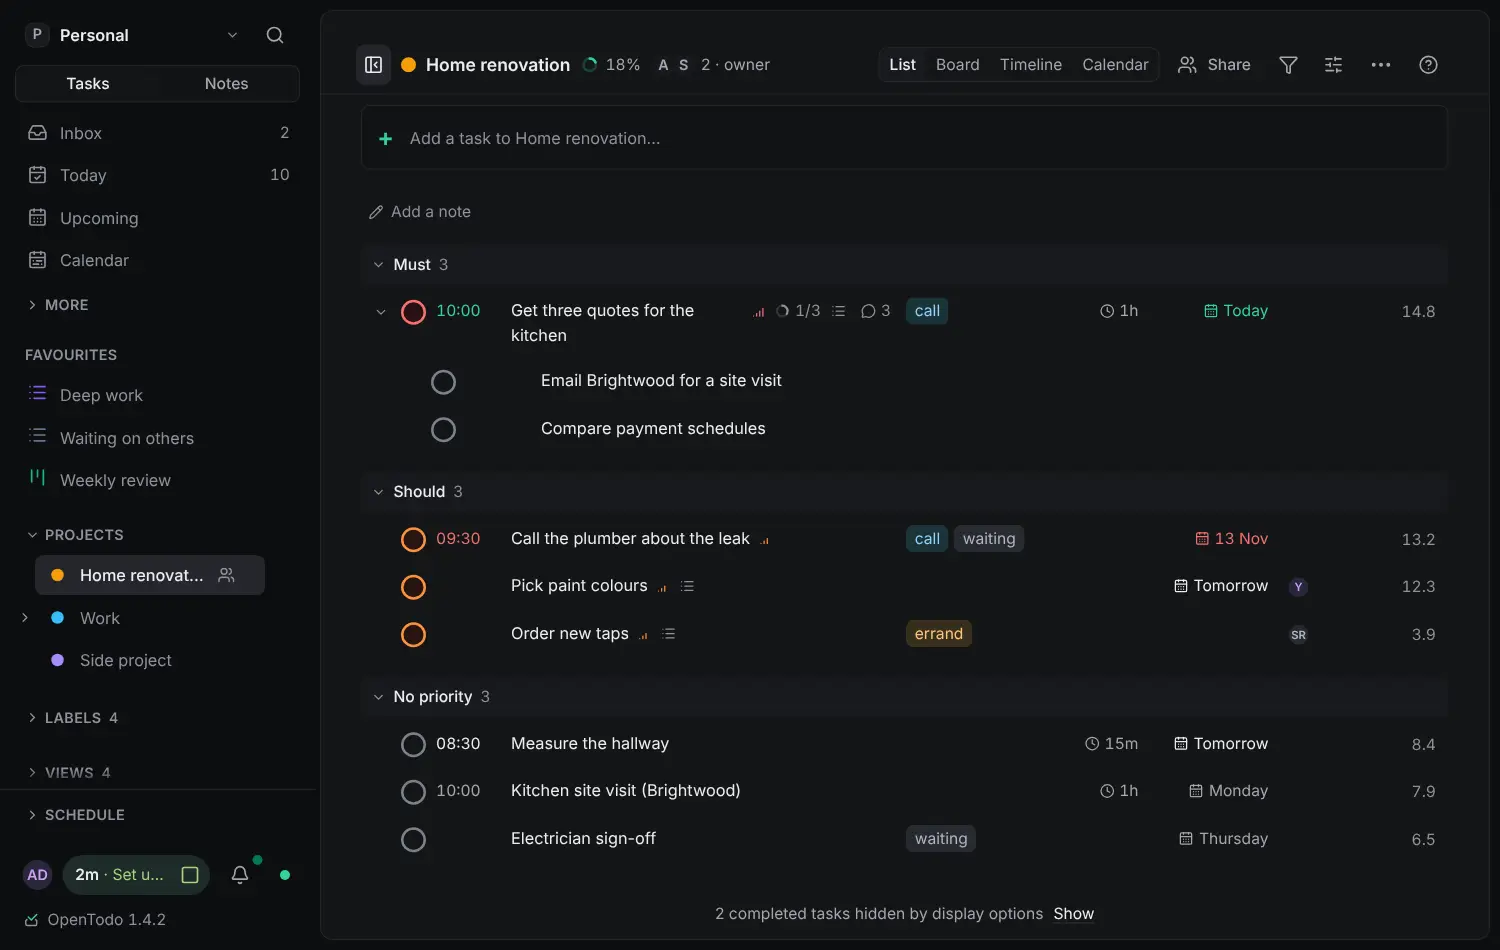 P Personal
Tasks Notes
Inbox 2
Today 10
Upcoming
Calendar
MORE
FAVOURITES
Deep work
Waiting on others
Weekly review
PROJECTS
Home renovat...
Work
Side project
LABELS 4
VIEWS 4
SCHEDULE
AD 2m · Set u...
OpenTodo 1.4.2
Home renovation 18% A S 2 · owner List Board Timeline Calendar Share
Add a task to Home renovation...
Add a note
Must 3
10:00 Get three quotes for the kitchen 1/3 3 call 1h Today 14.8
Email Brightwood for a site visit
Compare payment schedules
Should 3
09:30 Call the plumber about the leak call waiting 13 Nov 13.2
Pick paint colours Tomorrow Y 12.3
Order new taps errand SR 3.9
No priority 3
08:30 Measure the hallway 15m Tomorrow 8.4
10:00 Kitchen site visit (Brightwood) 1h Monday 7.9
Electrician sign-off waiting Thursday 6.5
2 completed tasks hidden by display options Show